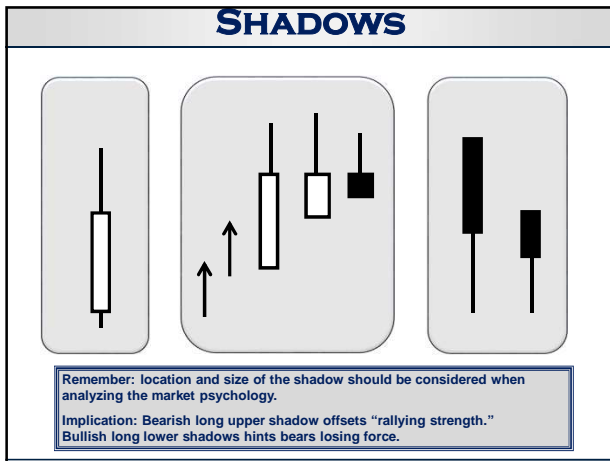 SHADOWS
Remember: location and size of the shadow should be considered when
analyzing the market psychology.
Implication: Bearish long upper shadow offsets “rallying strength.”
Bullish long lower shadows hints bears losing force.